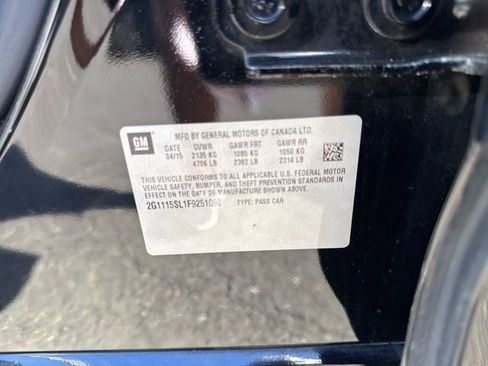 GM
MFD BY GENERAL MOTORS OF CANADA LTD.
DATE GVWR GAWR FRT GAWR RR
04/15 2135 KG 1085 KG 1050 KG
4706 LB 2392 LB 2314 LB
THIS VEHICLE CONFORMS TO ALL APPLICABLE U.S. FEDERAL MOTOR
VEHICLE SAFETY, BUMPER, AND THEFT PREVENTION STANDARDS IN
EFFECT ON THE DATE OF MANUFACTURE SHOWN ABOVE.
2G1115SL1F9251090 TYPE: PASS CAR